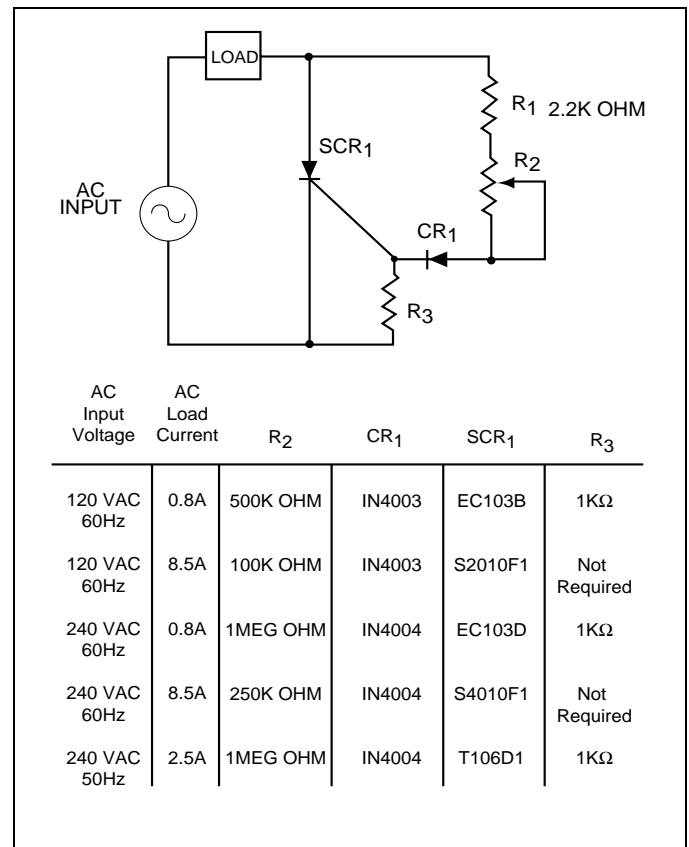 LOAD
R1 2.2K OHM
SCR1
R2
AC
INPUT
CR1
R3
AC
Input
Voltage
AC
Load
Current
R2
CR1
SCR1
R3
120 VAC
60Hz
0.8A
500K OHM
IN4003
EC103B
1KΩ
120 VAC
60Hz
8.5A
100K OHM
IN4003
S2010F1
Not
Required
240 VAC
60Hz
0.8A
1MEG OHM
IN4004
EC103D
1KΩ
240 VAC
60Hz
8.5A
250K OHM
IN4004
S4010F1
Not
Required
240 VAC
50Hz
2.5A
1MEG OHM
IN4004
T106D1
1KΩ